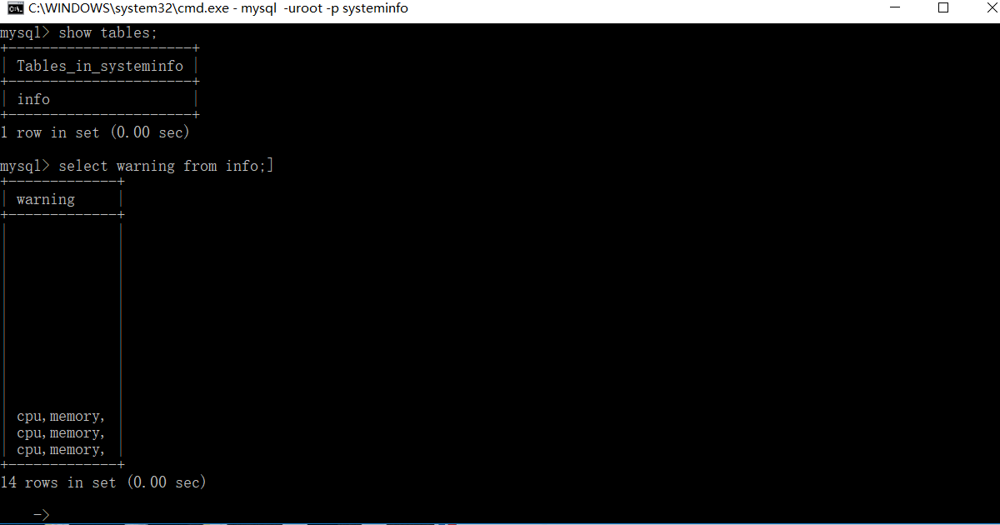 C:\WINDOWS\system32\cmd.exe - mysql  -uroot -p systeminfo
mysql> show tables;
+----------------------+
| Tables_in_systeminfo |
+----------------------+
| info                 |
+----------------------+
1 row in set (0.00 sec)
mysql> select warning from info;]
+-------------+
| warning     |
+-------------+
|             |
|             |
|             |
|             |
|             |
|             |
|             |
|             |
|             |
|             |
|             |
| cpu,memory, |
| cpu,memory, |
| cpu,memory, |
+-------------+
14 rows in set (0.00 sec)
    ->